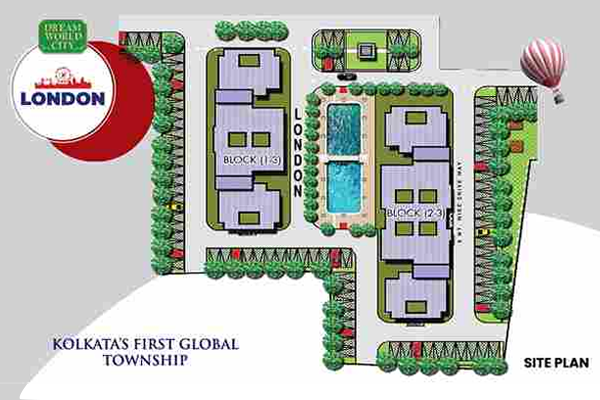 DREAM
WORLD
CITY
LONDON
LONDON
BLOCK (1-3)
BLOCK (2-3)
6 MT. WIDE DRIVE WAY
KOLKATA'S FIRST GLOBAL
TOWNSHIP
SITE PLAN